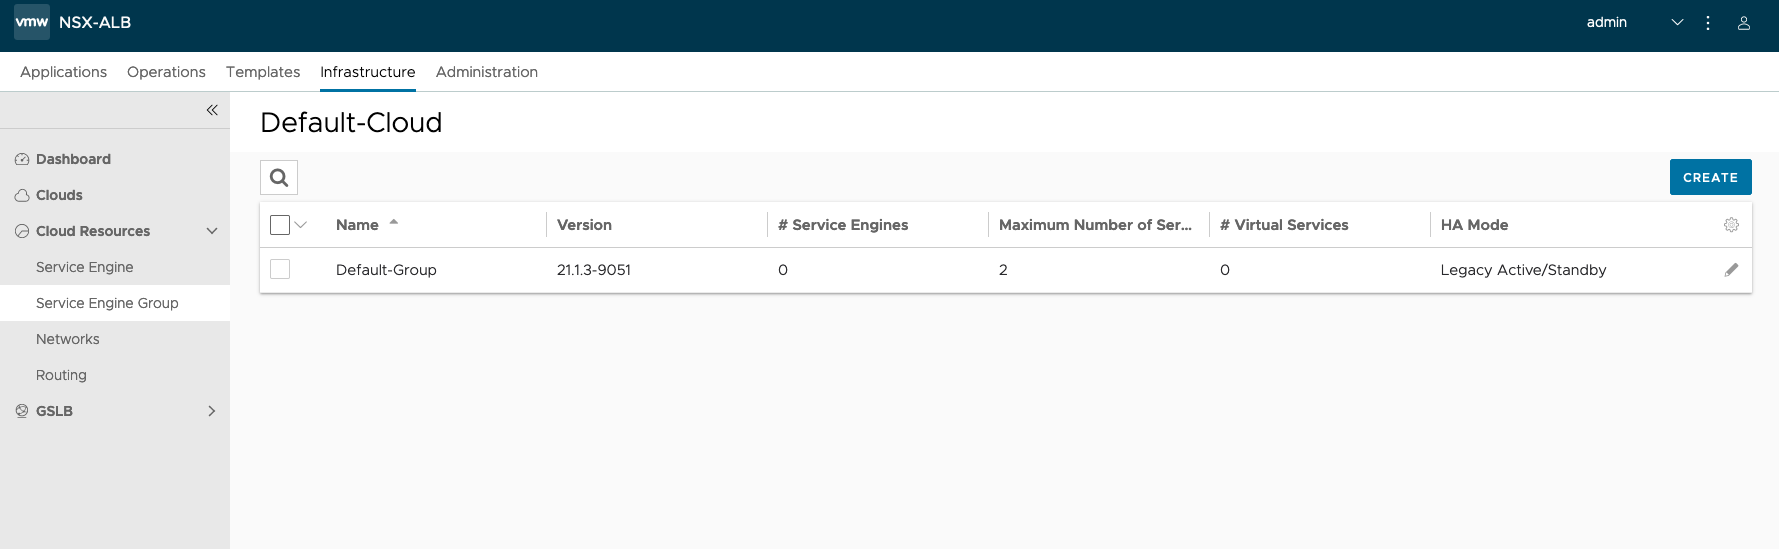 vmw NSX-ALB admin
Applications Operations Templates Infrastructure Administration
Default-Cloud
Dashboard
Clouds
Cloud Resources
Service Engine
Service Engine Group
Networks
Routing
GSLB
CREATE
Name Version # Service Engines Maximum Number of Ser... # Virtual Services HA Mode
Default-Group 21.1.3-9051 0 2 0 Legacy Active/Standby